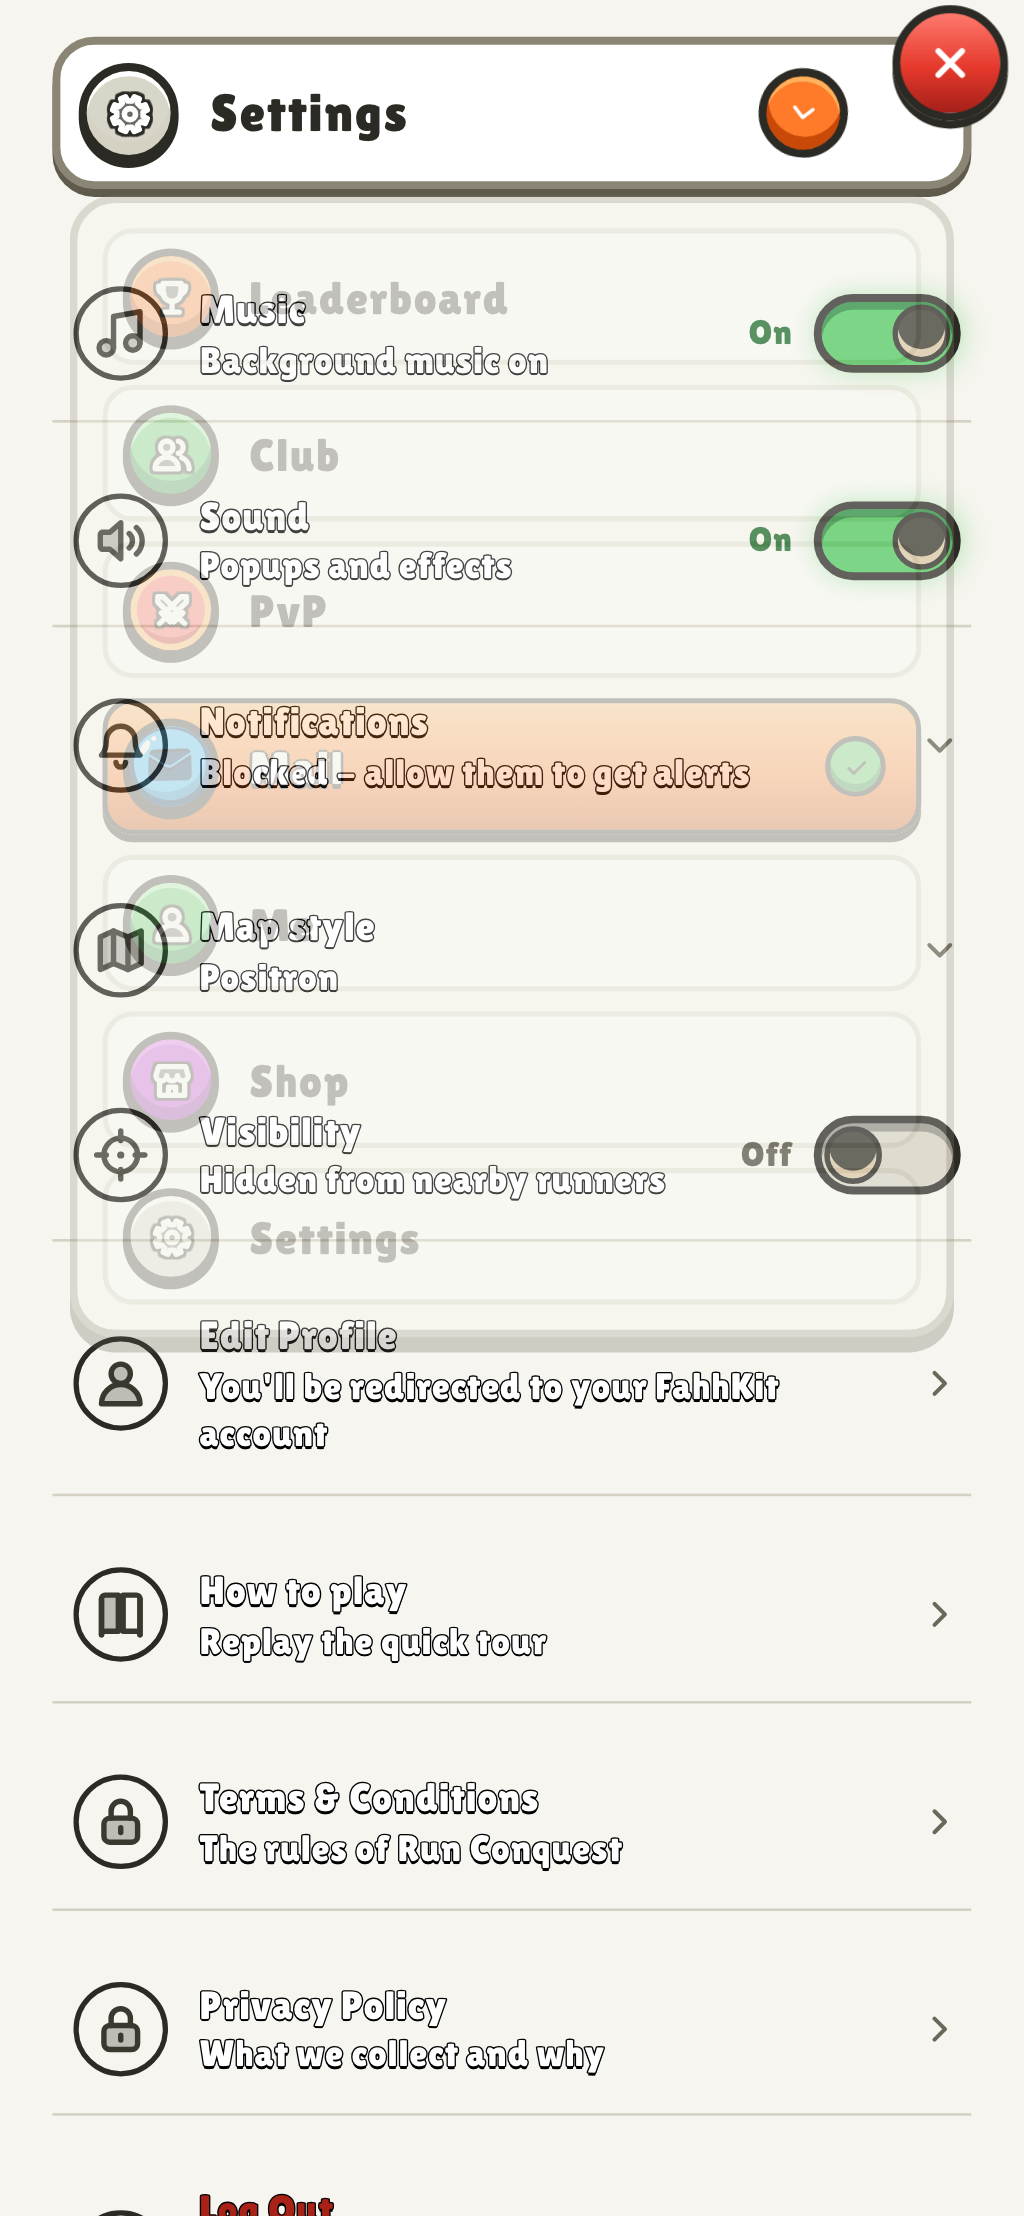 Settings
Leaderboard
Music
Background music on
On
Club
Sound
Popups and effects
On
PvP
Notifications
Mail
Blocked – allow them to get alerts
Map style
Positron
Shop
Visibility
Hidden from nearby runners
Off
Settings
Edit Profile
You'll be redirected to your FahhKit
account
How to play
Replay the quick tour
Terms & Conditions
The rules of Run Conquest
Privacy Policy
What we collect and why
Log Out